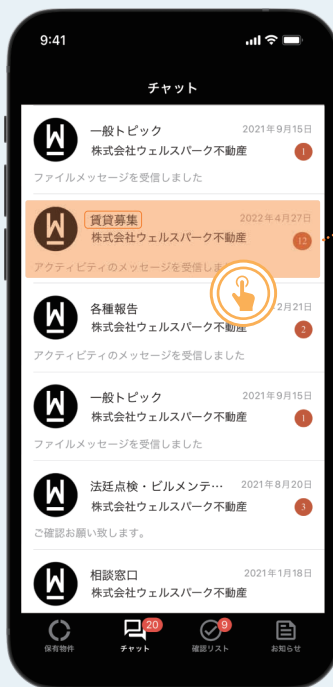 9:41
チャット
一般トピック 2021年9月15日
株式会社ウェルスパーク不動産 1
ファイルメッセージを受信しました
賃貸募集 2022年4月27日
株式会社ウェルスパーク不動産 12
アクティビティのメッセージを受信しま
各種報告 2月21日
株式会社ウェルスパーク不動産 2
アクティビティのメッセージを受信しました
一般トピック 2021年9月15日
株式会社ウェルスパーク不動産 1
ファイルメッセージを受信しました
法廷点検・ビルメンテ… 2021年8月20日
株式会社ウェルスパーク不動産 3
ご確認お願い致します。
相談窓口 2021年1月18日
株式会社ウェルスパーク不動産
20 9
保有物件 チャット 確認リスト お知らせ